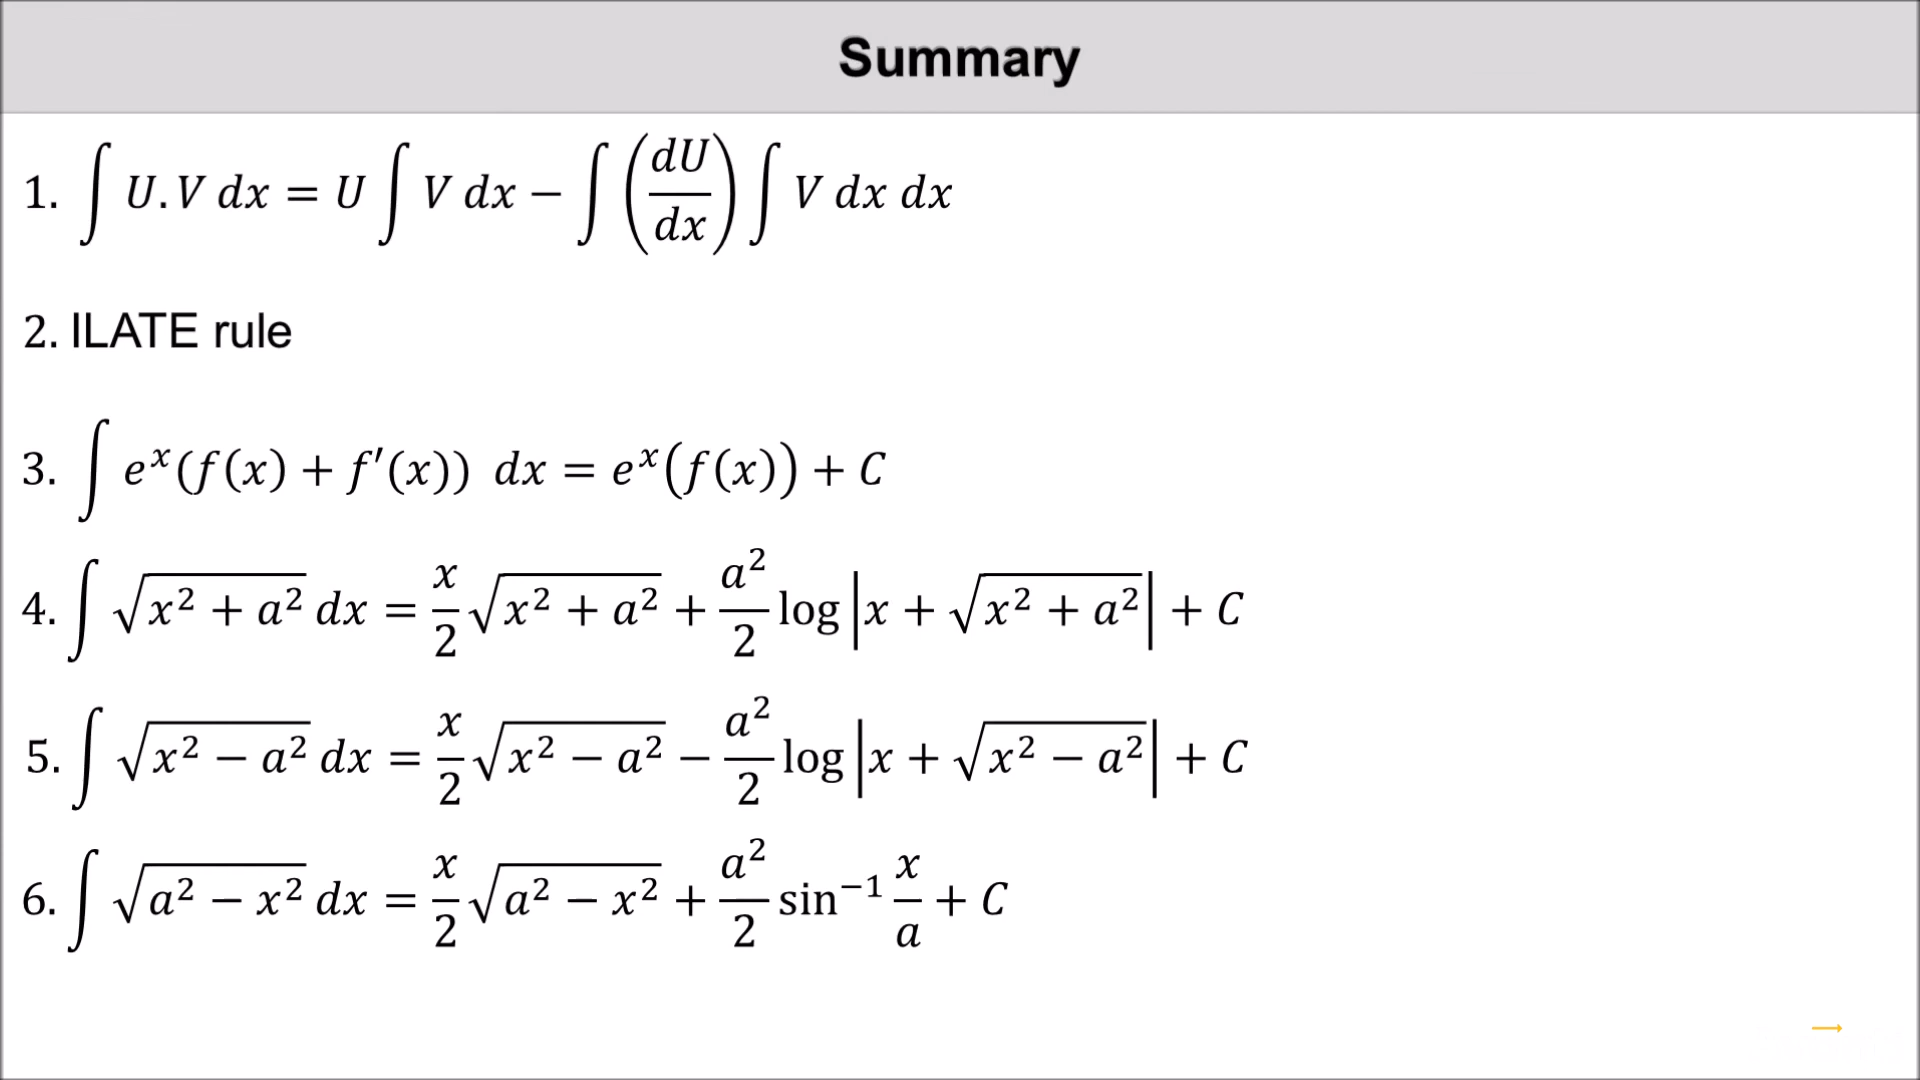 Summary
1. ∫ U.V dx = U ∫ V dx − ∫ (dU/dx) ∫ V dx dx
2. ILATE rule
3. ∫ eˣ(f(x) + f′(x)) dx = eˣ(f(x)) + C
4. ∫ √(x² + a²) dx = x/2 √(x² + a²) + a²/2 log |x + √(x² + a²)| + C
5. ∫ √(x² − a²) dx = x/2 √(x² − a²) − a²/2 log |x + √(x² − a²)| + C
6. ∫ √(a² − x²) dx = x/2 √(a² − x²) + a²/2 sin⁻¹ x/a + C